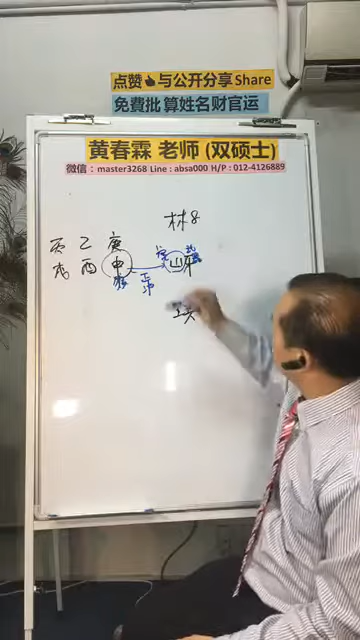 点赞👍与公开分享 Share
免费批算姓名财官运
黄春霖 老师 (双硕士)
微信：master3268 Line : absa000 H/P : 012-4126889
林8
乙 庚
戌 酉 申
正冲